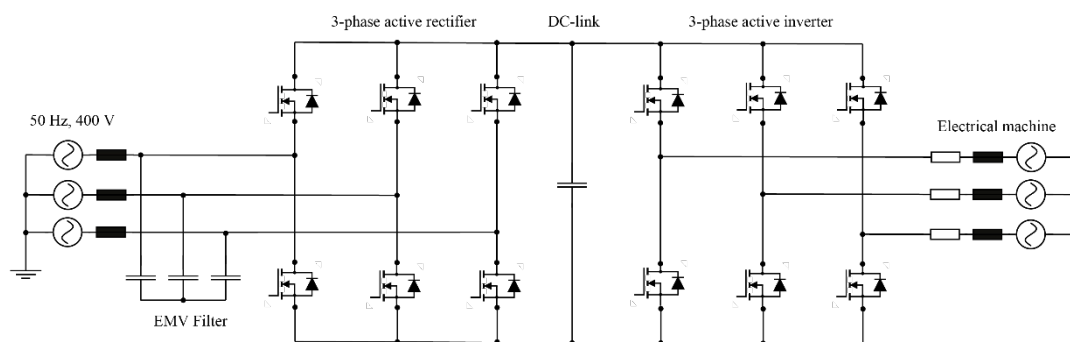 3-phase active rectifier
DC-link
3-phase active inverter
50 Hz, 400 V
Electrical machine
EMV Filter